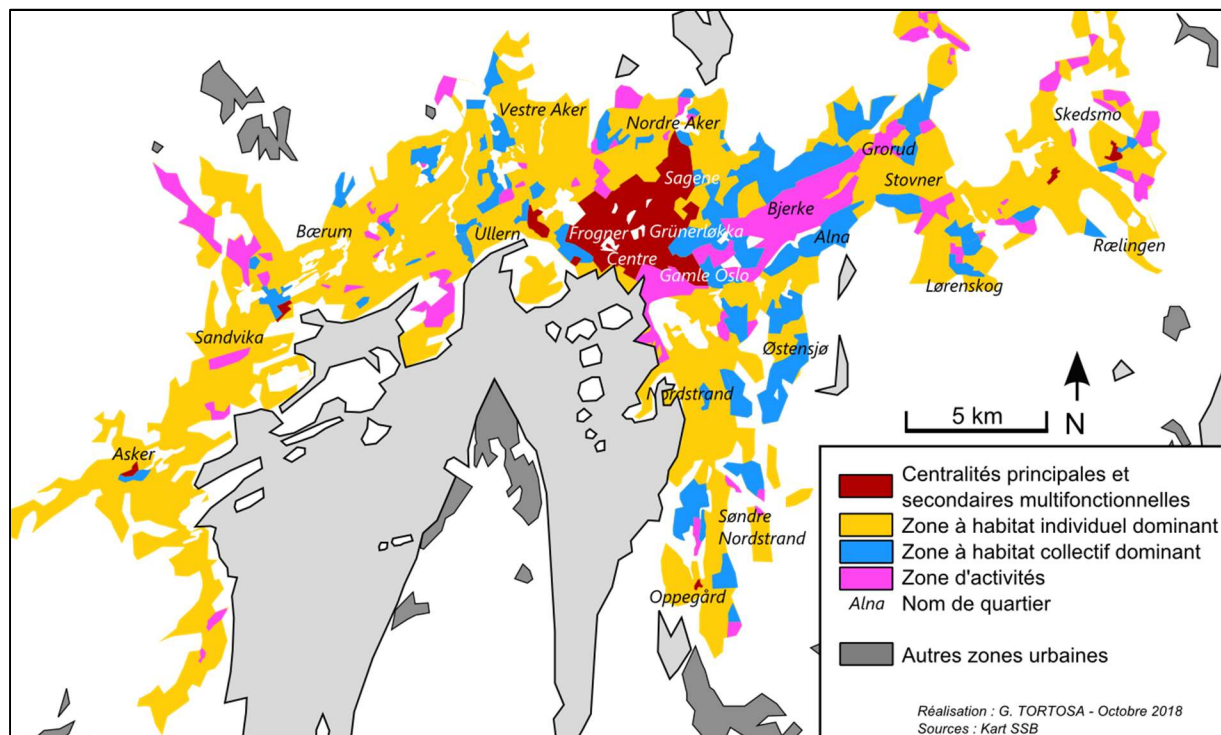 Vestre Aker
Nordre Aker
Skedsmo
Grorud
Sagene
Stovner
Bjerke
Bærum
Ullern
Frogner
Grünerløkka
Alna
Rælingen
Centre
Gamle Oslo
Lørenskog
Sandvika
Østensjø
Nordstrand
5 km
N
Asker
Søndre
Nordstrand
Oppegård
Centralités principales et
secondaires multifonctionnelles
Zone à habitat individuel dominant
Zone à habitat collectif dominant
Zone d'activités
Alna Nom de quartier
Autres zones urbaines
Réalisation : G. TORTOSA - Octobre 2018
Sources : Kart SSB